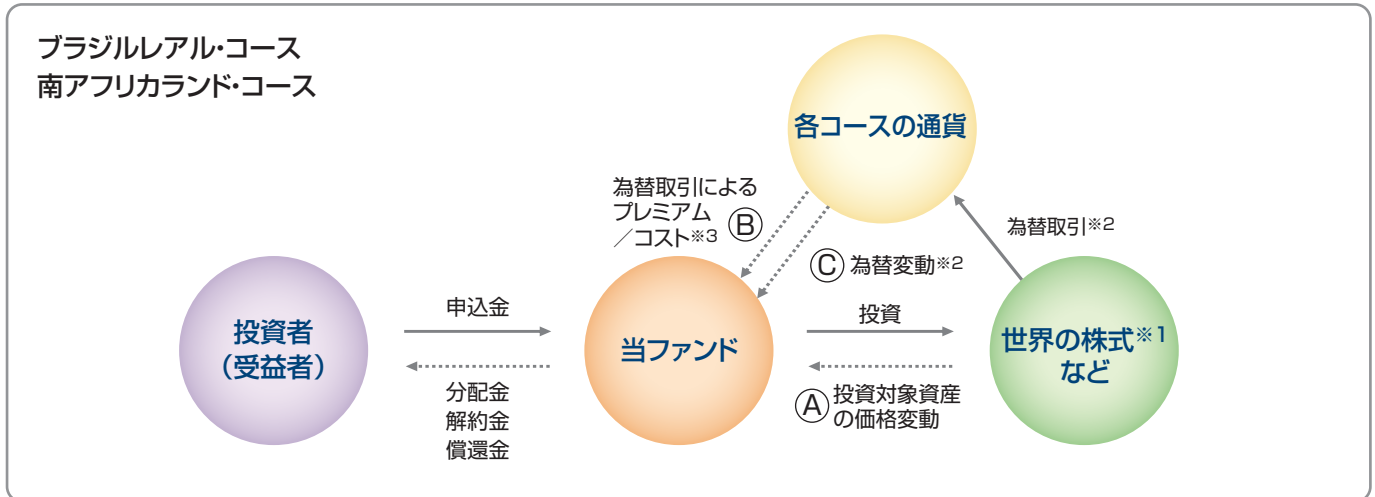 ブラジルレアル・コース
南アフリカランド・コース
各コースの通貨
為替取引による
プレミアム
／コスト※3 Ⓑ
為替取引※2
Ⓒ 為替変動※2
投資者
（受益者）
申込金
分配金
解約金
償還金
当ファンド
投資
Ⓐ 投資対象資産
の価格変動
世界の株式※1
など